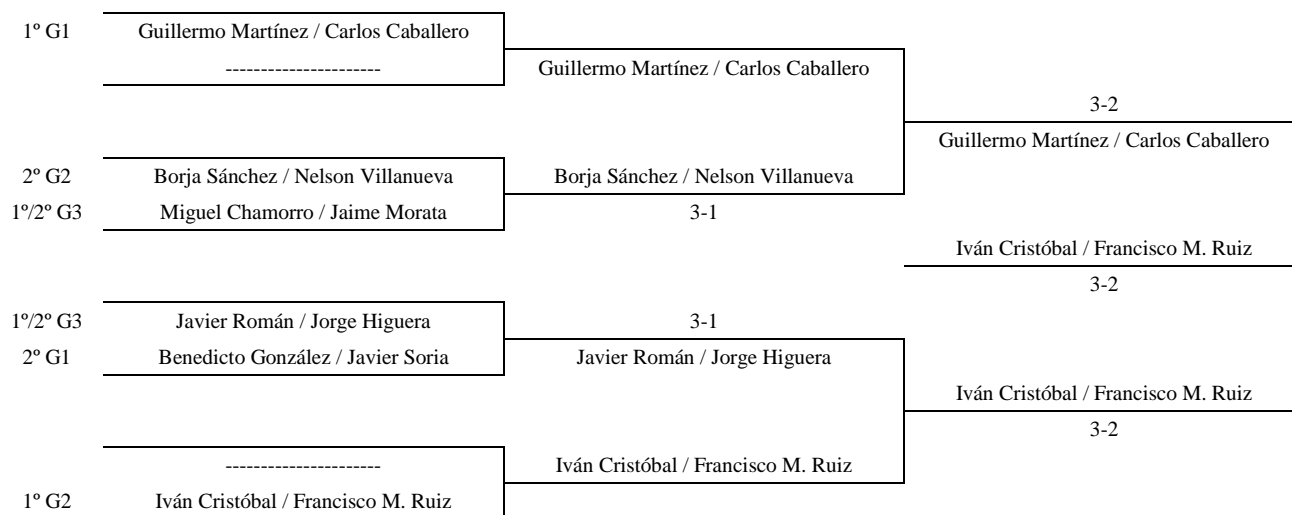 1º G1 Guillermo Martínez / Carlos Caballero
----------------------
Guillermo Martínez / Carlos Caballero
3-2
Guillermo Martínez / Carlos Caballero
2º G2 Borja Sánchez / Nelson Villanueva Borja Sánchez / Nelson Villanueva
1º/2º G3 Miguel Chamorro / Jaime Morata 3-1
Iván Cristóbal / Francisco M. Ruiz
3-2
1º/2º G3 Javier Román / Jorge Higuera 3-1
2º G1 Benedicto González / Javier Soria Javier Román / Jorge Higuera
Iván Cristóbal / Francisco M. Ruiz
3-2
----------------------
Iván Cristóbal / Francisco M. Ruiz
1º G2 Iván Cristóbal / Francisco M. Ruiz